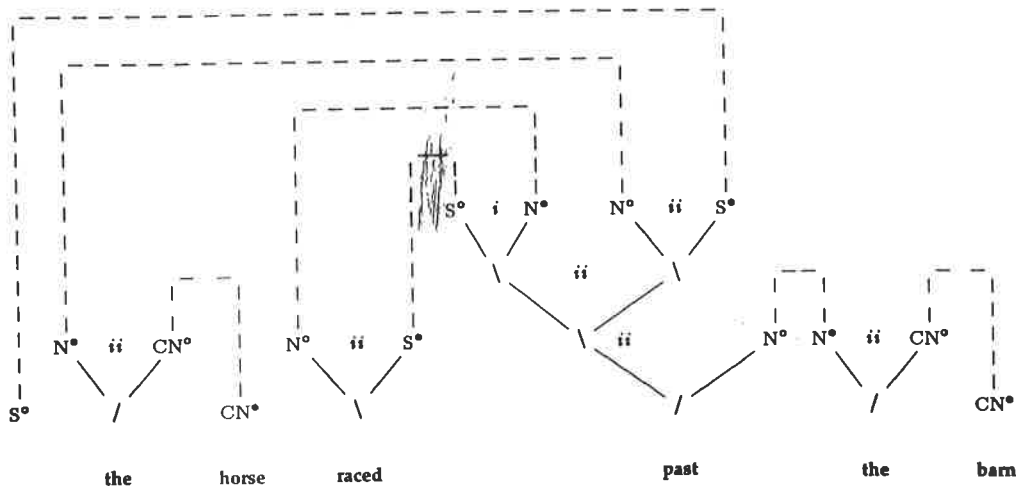 S° i N• N° ii S•
\ ii \
N• ii CN° N° ii S• \ ii N° N• ii CN°
S° / CN• / / / CN•
the horse raced past the barn